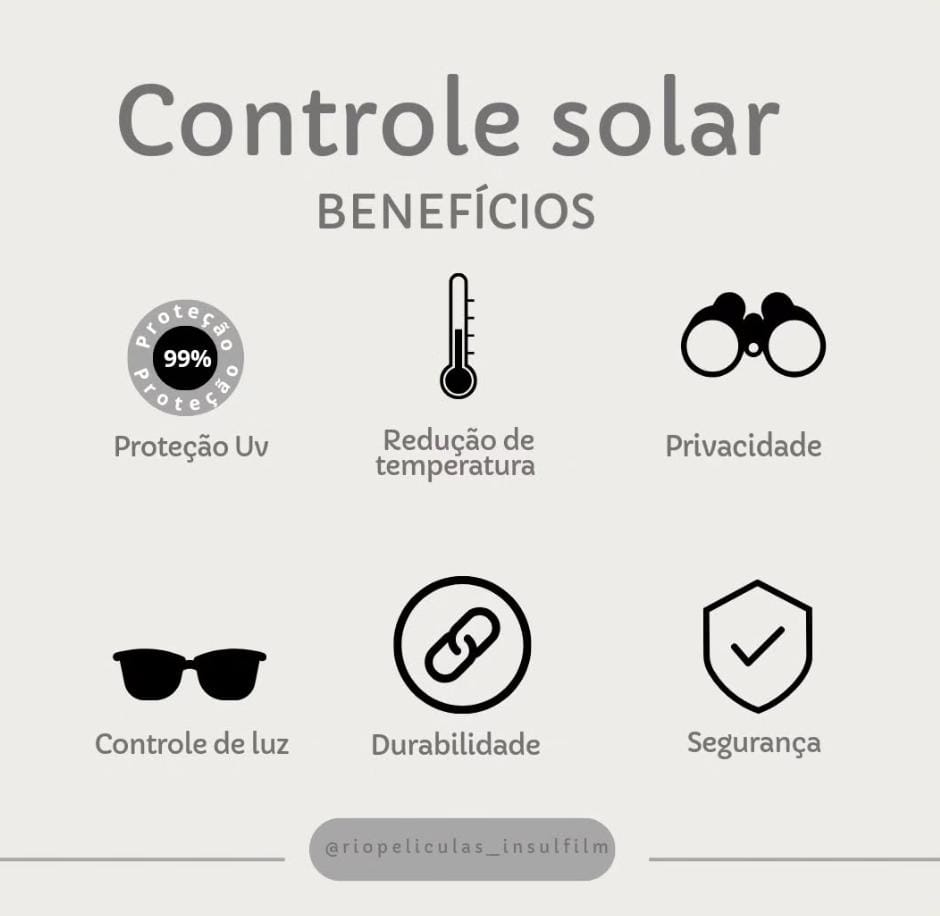 Controle solar
BENEFÍCIOS
Proteção
99%
Proteção
Proteção Uv
Redução de
temperatura
Privacidade
Controle de luz
Durabilidade
Segurança
@riopeliculas_insulfilm